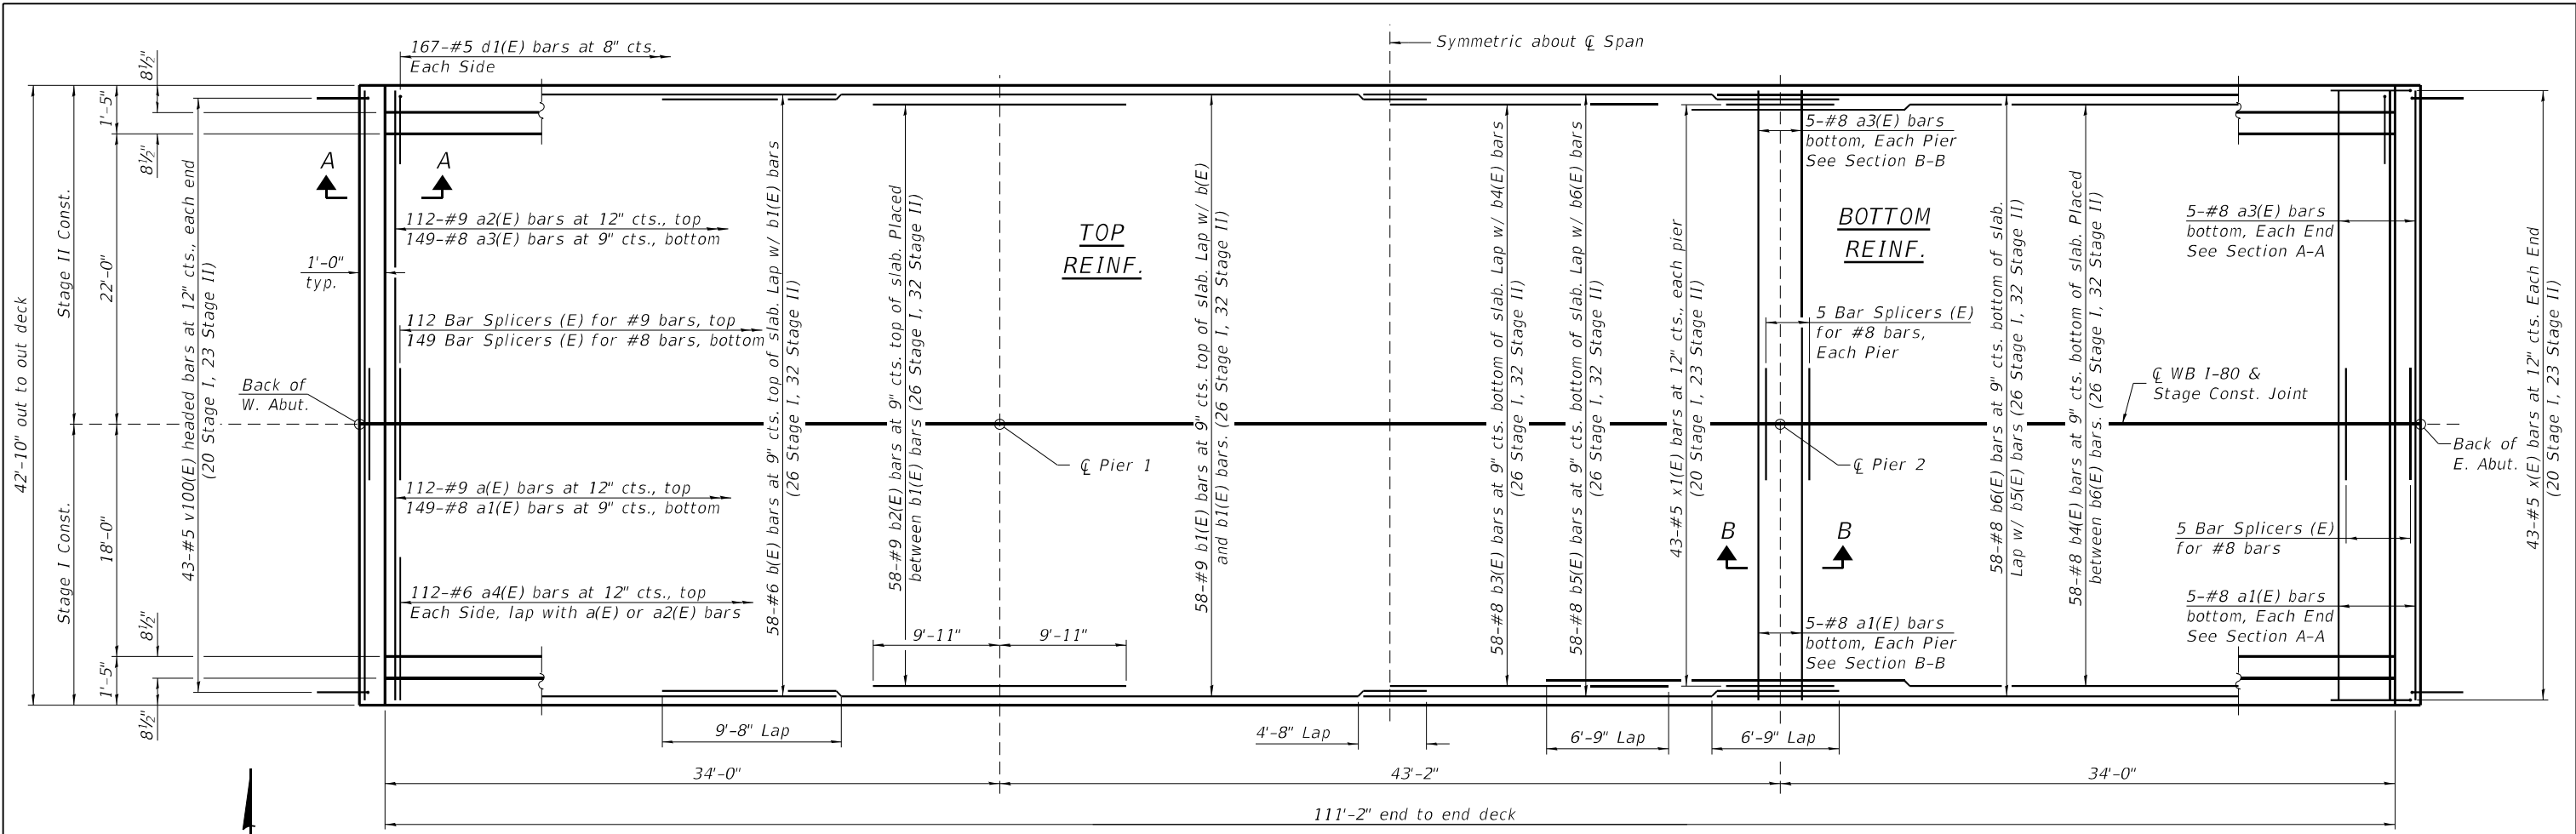 167-#5 d1(E) bars at 8" cts.
Each Side
Symmetric about ℄ Span
8½"
1'-5"
8½"
42'-10" out to out deck
Stage II Const.
22'-0"
Stage I Const.
18'-0"
8½"
1'-5"
8½"
43-#5 v100(E) headed bars at 12" cts., each end
(20 Stage I, 23 Stage II)
A
A
1'-0"
typ.
Back of
W. Abut.
112-#9 a2(E) bars at 12" cts., top
149-#8 a3(E) bars at 9" cts., bottom
112 Bar Splicers (E) for #9 bars, top
149 Bar Splicers (E) for #8 bars, bottom
112-#9 a(E) bars at 12" cts., top
149-#8 a1(E) bars at 9" cts., bottom
112-#6 a4(E) bars at 12" cts., top
Each Side, lap with a(E) or a2(E) bars
58-#6 b(E) bars at 9" cts. top of slab. Lap w/ b1(E) bars
(26 Stage I, 32 Stage II)
58-#9 b2(E) bars at 9" cts. top of slab. Placed
between b1(E) bars (26 Stage I, 32 Stage II)
TOP
REINF.
℄ Pier 1
9'-11"
9'-11"
58-#9 b1(E) bars at 9" cts. top of slab. Lap w/ b(E)
and b1(E) bars. (26 Stage I, 32 Stage II)
58-#8 b3(E) bars at 9" cts. bottom of slab. Lap w/ b4(E) bars
(26 Stage I, 32 Stage II)
58-#8 b5(E) bars at 9" cts. bottom of slab. Lap w/ b6(E) bars
(26 Stage I, 32 Stage II)
43-#5 x1(E) bars at 12" cts., each pier
(20 Stage I, 23 Stage II)
5-#8 a3(E) bars
bottom, Each Pier
See Section B-B
BOTTOM
REINF.
5 Bar Splicers (E)
for #8 bars,
Each Pier
℄ Pier 2
B
B
5-#8 a1(E) bars
bottom, Each Pier
See Section B-B
58-#8 b6(E) bars at 9" cts. bottom of slab.
Lap w/ b5(E) bars (26 Stage I, 32 Stage II)
58-#8 b4(E) bars at 9" cts. bottom of slab. Placed
between b6(E) bars. (26 Stage I, 32 Stage II)
5-#8 a3(E) bars
bottom, Each End
See Section A-A
℄ WB I-80 &
Stage Const. Joint
Back of
E. Abut.
5 Bar Splicers (E)
for #8 bars
5-#8 a1(E) bars
bottom, Each End
See Section A-A
43-#5 x(E) bars at 12" cts. Each End
(20 Stage I, 23 Stage II)
9'-8" Lap
4'-8" Lap
6'-9" Lap
6'-9" Lap
34'-0"
43'-2"
34'-0"
111'-2" end to end deck